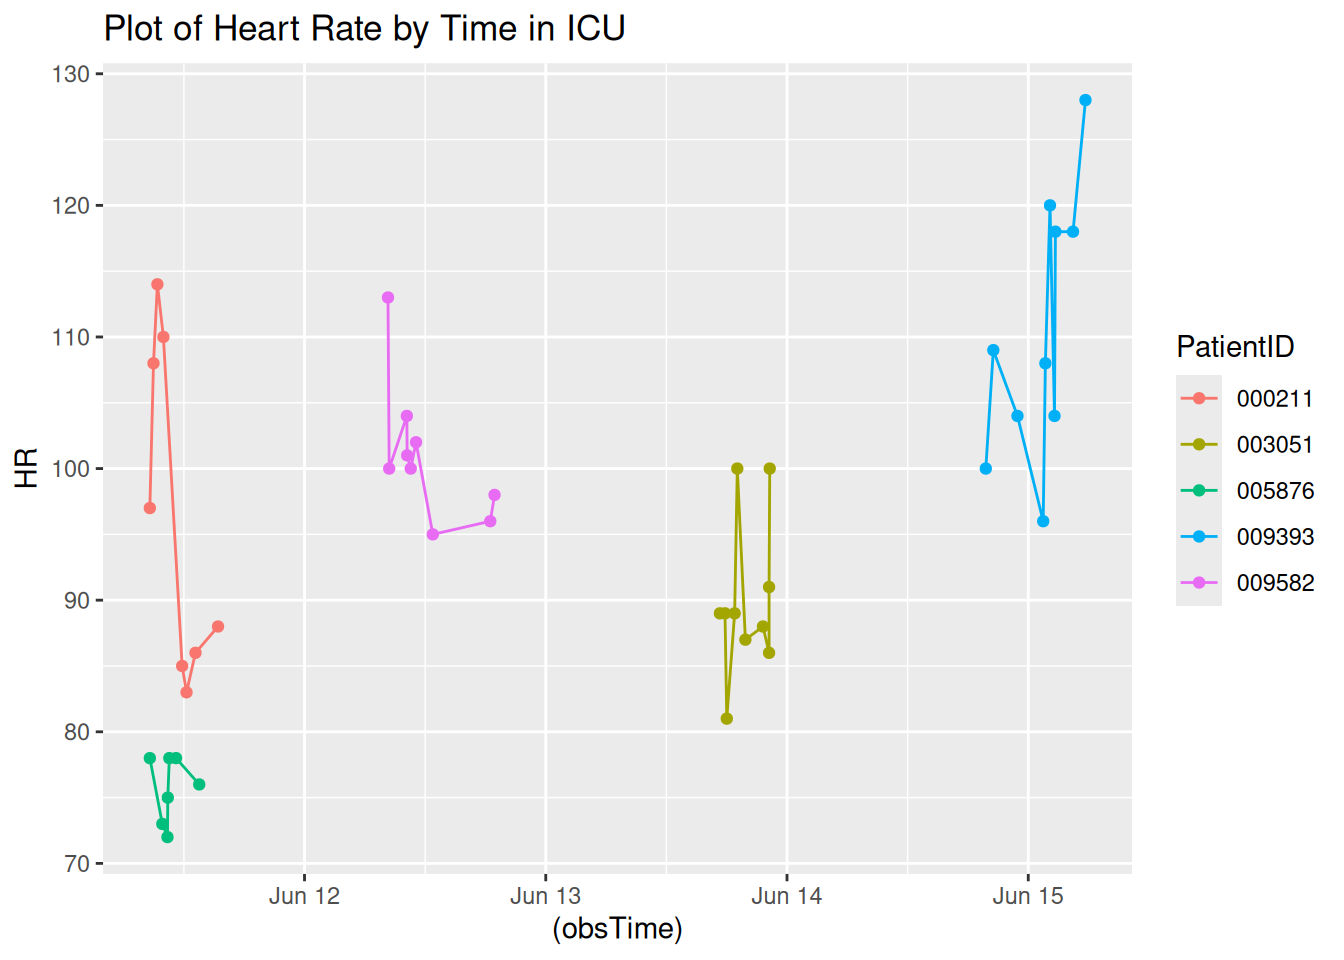 Plot of Heart Rate by Time in ICU
130
120
110
100
90
80
70
HR
Jun 12
Jun 13
Jun 14
Jun 15
(obsTime)
PatientID
000211
003051
005876
009393
009582